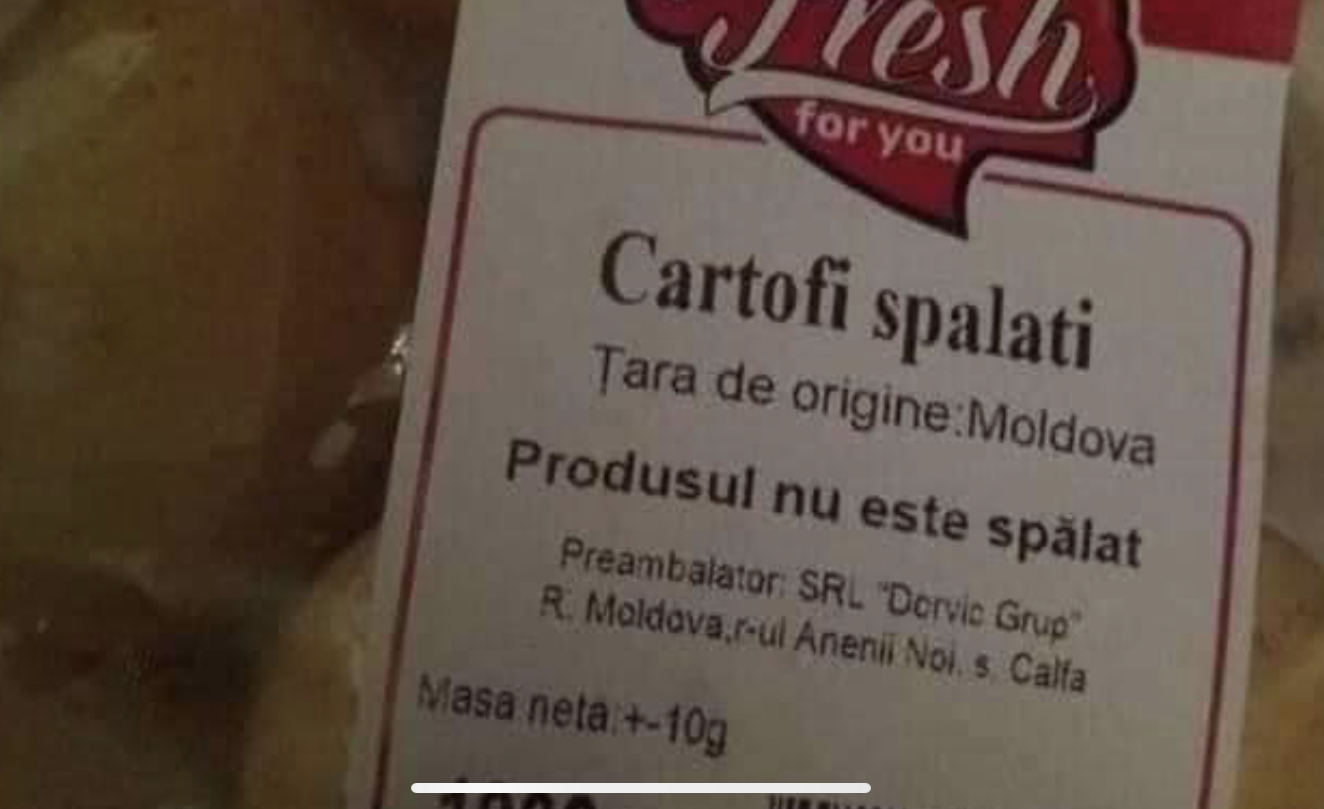 Fresh
for you
Cartofi spalati
Țara de origine:Moldova
Produsul nu este spălat
Preambalator: SRL "Dorvic Grup"
R. Moldova,r-ul Anenii Noi. s. Calfa
Masa neta:+-10g